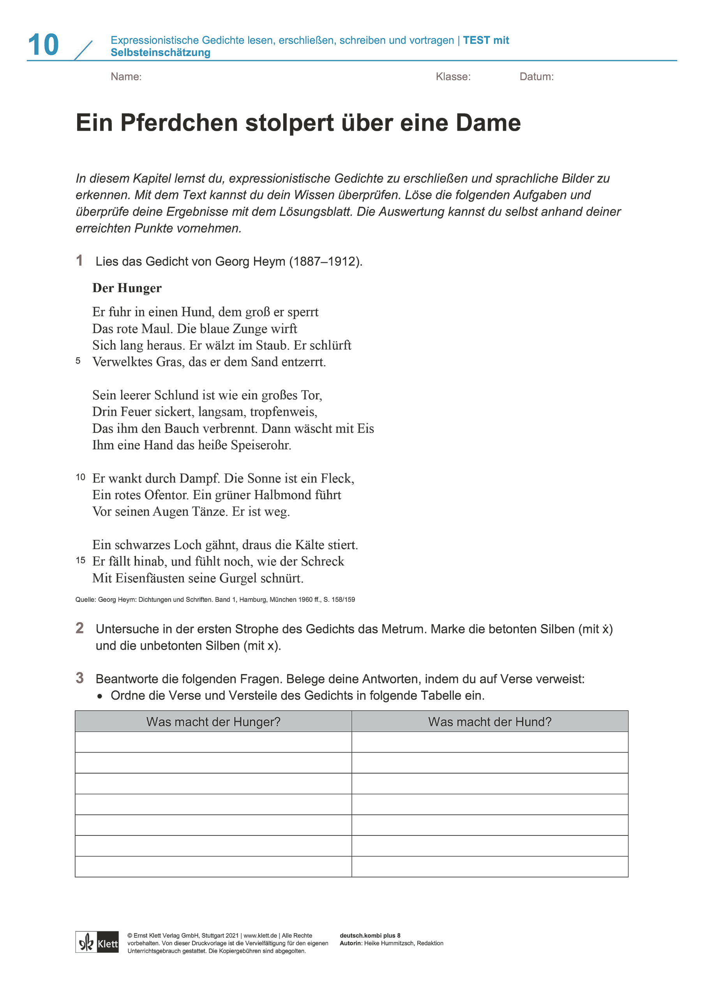 10
Expressionistische Gedichte lesen, erschließen, schreiben und vortragen | TEST mit
Selbsteinschätzung
Name: Klasse: Datum:
Ein Pferdchen stolpert über eine Dame
In diesem Kapitel lernst du, expressionistische Gedichte zu erschließen und sprachliche Bilder zu
erkennen. Mit dem Text kannst du dein Wissen überprüfen. Löse die folgenden Aufgaben und
überprüfe deine Ergebnisse mit dem Lösungsblatt. Die Auswertung kannst du selbst anhand deiner
erreichten Punkte vornehmen.
1 Lies das Gedicht von Georg Heym (1887–1912).
Der Hunger
Er fuhr in einen Hund, dem groß er sperrt
Das rote Maul. Die blaue Zunge wirft
Sich lang heraus. Er wälzt im Staub. Er schlürft
5 Verwelktes Gras, das er dem Sand entzerrt.
Sein leerer Schlund ist wie ein großes Tor,
Drin Feuer sickert, langsam, tropfenweis,
Das ihm den Bauch verbrennt. Dann wäscht mit Eis
Ihm eine Hand das heiße Speiserohr.
10 Er wankt durch Dampf. Die Sonne ist ein Fleck,
Ein rotes Ofentor. Ein grüner Halbmond führt
Vor seinen Augen Tänze. Er ist weg.
Ein schwarzes Loch gähnt, draus die Kälte stiert.
15 Er fällt hinab, und fühlt noch, wie der Schreck
Mit Eisenfäusten seine Gurgel schnürt.
Quelle: Georg Heym: Dichtungen und Schriften. Band 1, Hamburg, München 1960 ff., S. 158/159
2 Untersuche in der ersten Strophe des Gedichts das Metrum. Marke die betonten Silben (mit ẋ)
und die unbetonten Silben (mit x).
3 Beantworte die folgenden Fragen. Belege deine Antworten, indem du auf Verse verweist:
• Ordne die Verse und Versteile des Gedichts in folgende Tabelle ein.
Was macht der Hunger? Was macht der Hund?
Klett
© Ernst Klett Verlag GmbH, Stuttgart 2021 | www.klett.de | Alle Rechte
vorbehalten. Von dieser Druckvorlage ist die Vervielfältigung für den eigenen
Unterrichtsgebrauch gestattet. Die Kopiergebühren sind abgegolten.
deutsch.kombi plus 8
Autorin: Heike Hummitzsch, Redaktion